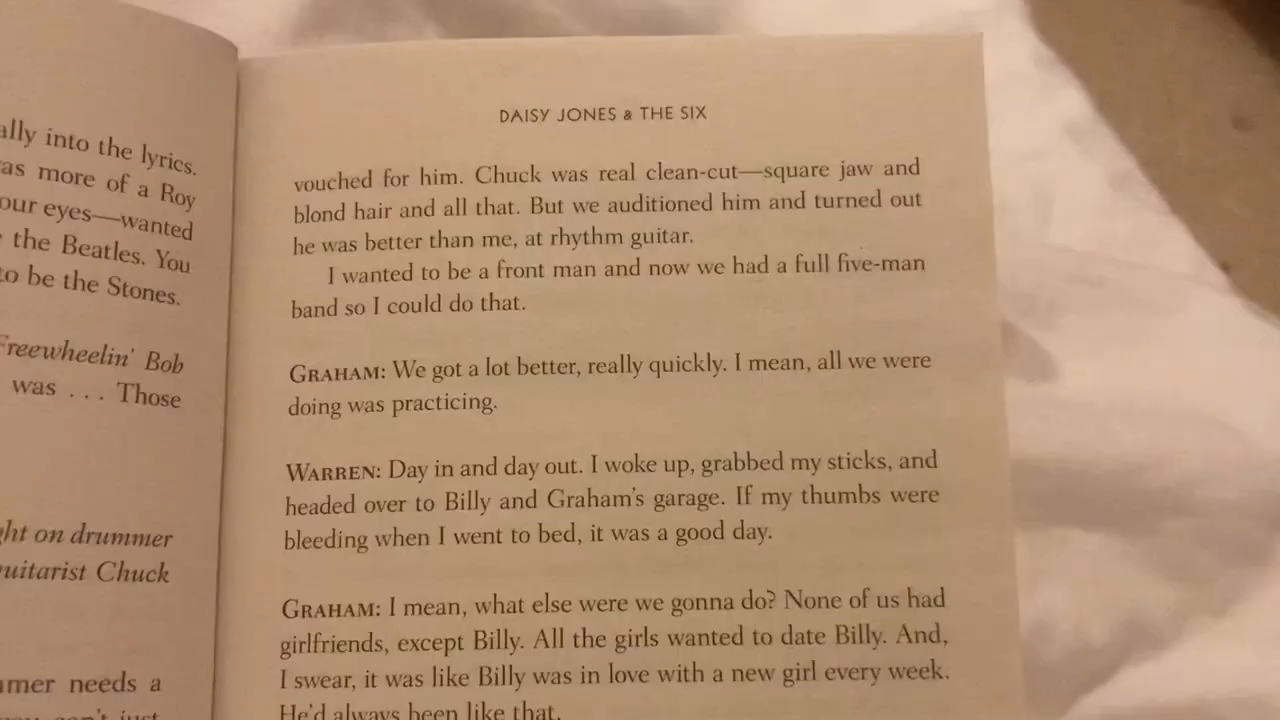 ally into the lyrics.
as more of a Roy
our eyes—wanted
the Beatles. You
to be the Stones.
Freewheelin' Bob
was . . . Those
ght on drummer
uitarist Chuck
mer needs a
can't just
DAISY JONES & THE SIX
vouched for him. Chuck was real clean-cut—square jaw and
blond hair and all that. But we auditioned him and turned out
he was better than me, at rhythm guitar.
I wanted to be a front man and now we had a full five-man
band so I could do that.
GRAHAM: We got a lot better, really quickly. I mean, all we were
doing was practicing.
WARREN: Day in and day out. I woke up, grabbed my sticks, and
headed over to Billy and Graham's garage. If my thumbs were
bleeding when I went to bed, it was a good day.
GRAHAM: I mean, what else were we gonna do? None of us had
girlfriends, except Billy. All the girls wanted to date Billy. And,
I swear, it was like Billy was in love with a new girl every week.
He'd always been like that.